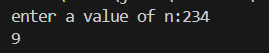 enter a value of n:234
9